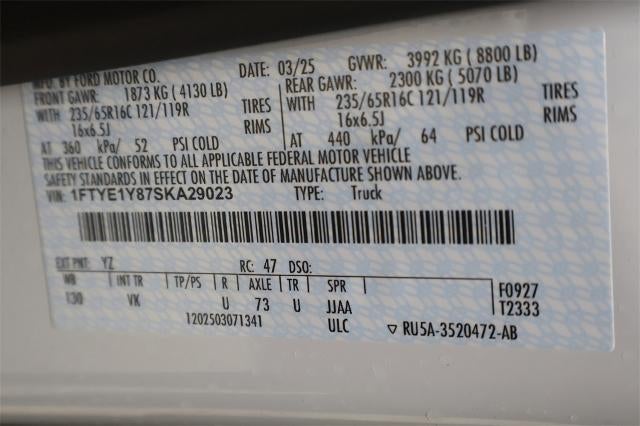 MFD. BY FORD MOTOR CO. DATE: 03/25 GVWR: 3992 KG (8800 LB)
FRONT GAWR: 1873 KG (4130 LB) REAR GAWR: 2300 KG (5070 LB)
WITH 235/65R16C 121/119R TIRES WITH 235/65R16C 121/119R TIRES
16x6.5J RIMS 16x6.5J RIMS
AT 360 kPa/ 52 PSI COLD AT 440 kPa/ 64 PSI COLD
THIS VEHICLE CONFORMS TO ALL APPLICABLE FEDERAL MOTOR VEHICLE
SAFETY STANDARDS IN EFFECT ON THE DATE OF MANUFACTURE SHOWN ABOVE.
VIN: 1FTYE1Y87SKA29023 TYPE: Truck
EXT PNT: YZ RC: 47 DSO:
WB INT TR TP/PS R AXLE TR SPR F0927
130 VK U 73 U JJAA T2333
1202503071341 ULC ▽ RU5A-3520472-AB